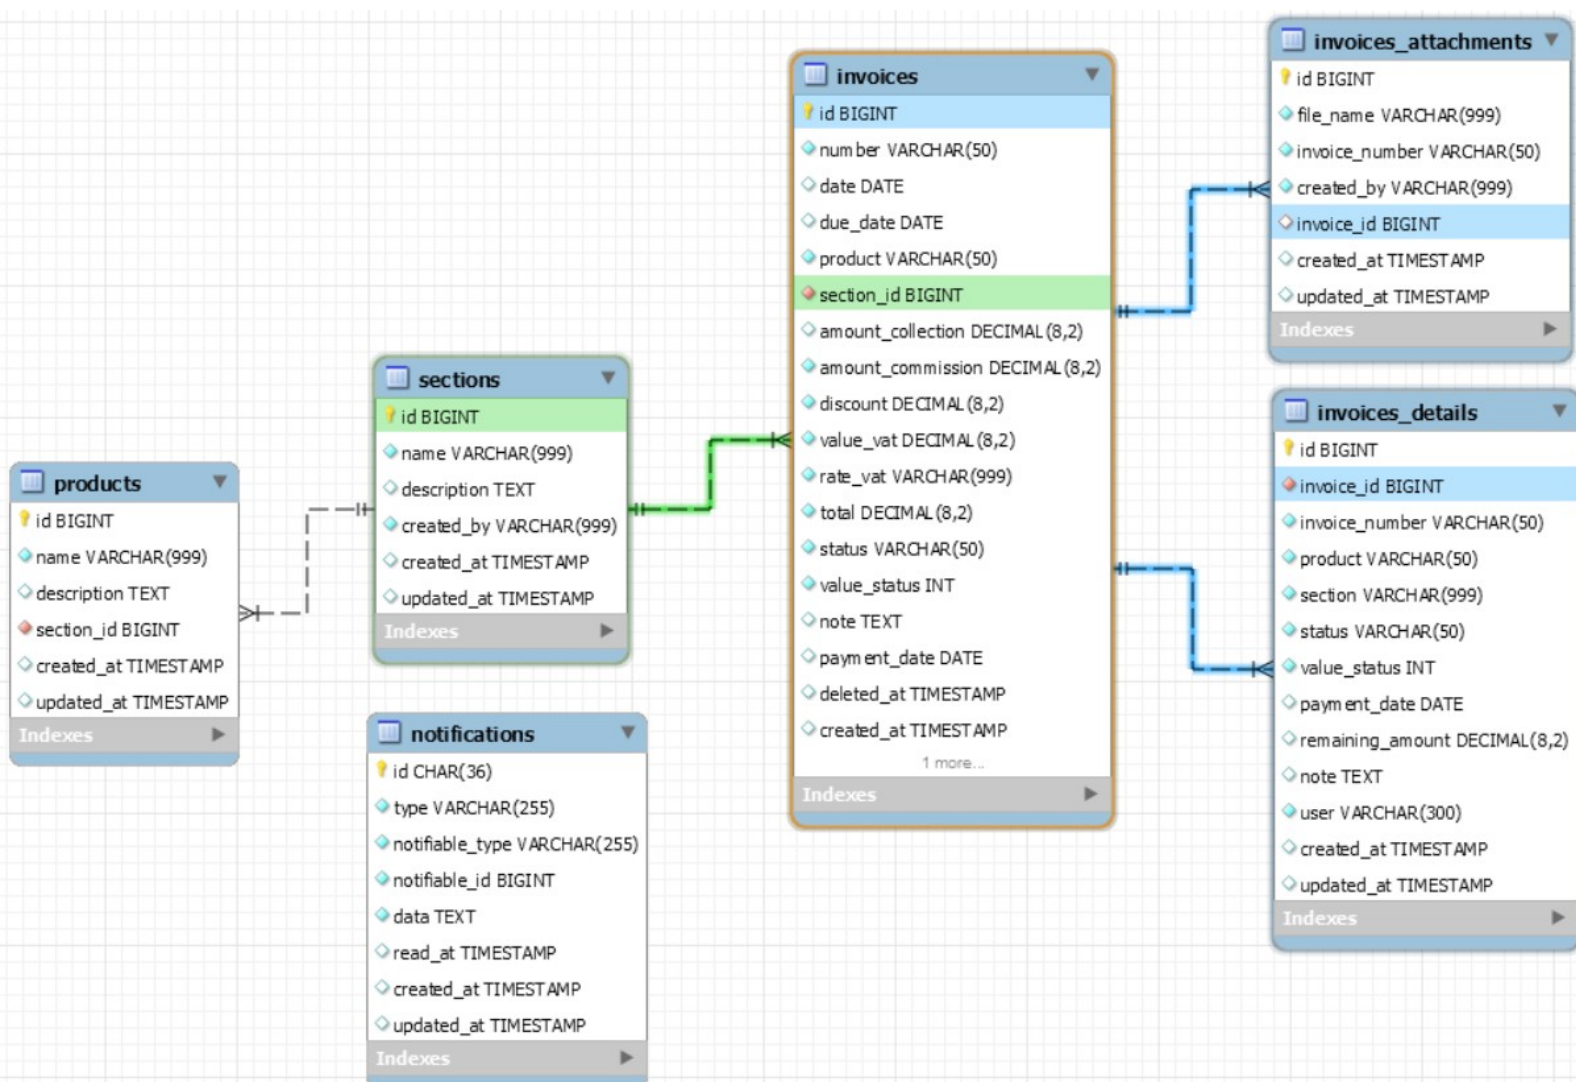 products
id BIGINT
name VARCHAR(999)
description TEXT
section_id BIGINT
created_at TIMESTAMP
updated_at TIMESTAMP
Indexes
sections
id BIGINT
name VARCHAR(999)
description TEXT
created_by VARCHAR(999)
created_at TIMESTAMP
updated_at TIMESTAMP
Indexes
notifications
id CHAR(36)
type VARCHAR(255)
notifiable_type VARCHAR(255)
notifiable_id BIGINT
data TEXT
read_at TIMESTAMP
created_at TIMESTAMP
updated_at TIMESTAMP
Indexes
invoices
id BIGINT
number VARCHAR(50)
date DATE
due_date DATE
product VARCHAR(50)
section_id BIGINT
amount_collection DECIMAL(8,2)
amount_commission DECIMAL(8,2)
discount DECIMAL(8,2)
value_vat DECIMAL(8,2)
rate_vat VARCHAR(999)
total DECIMAL(8,2)
status VARCHAR(50)
value_status INT
note TEXT
payment_date DATE
deleted_at TIMESTAMP
created_at TIMESTAMP
1 more...
Indexes
invoices_attachments
id BIGINT
file_name VARCHAR(999)
invoice_number VARCHAR(50)
created_by VARCHAR(999)
invoice_id BIGINT
created_at TIMESTAMP
updated_at TIMESTAMP
Indexes
invoices_details
id BIGINT
invoice_id BIGINT
invoice_number VARCHAR(50)
product VARCHAR(50)
section VARCHAR(999)
status VARCHAR(50)
value_status INT
payment_date DATE
remaining_amount DECIMAL(8,2)
note TEXT
user VARCHAR(300)
created_at TIMESTAMP
updated_at TIMESTAMP
Indexes